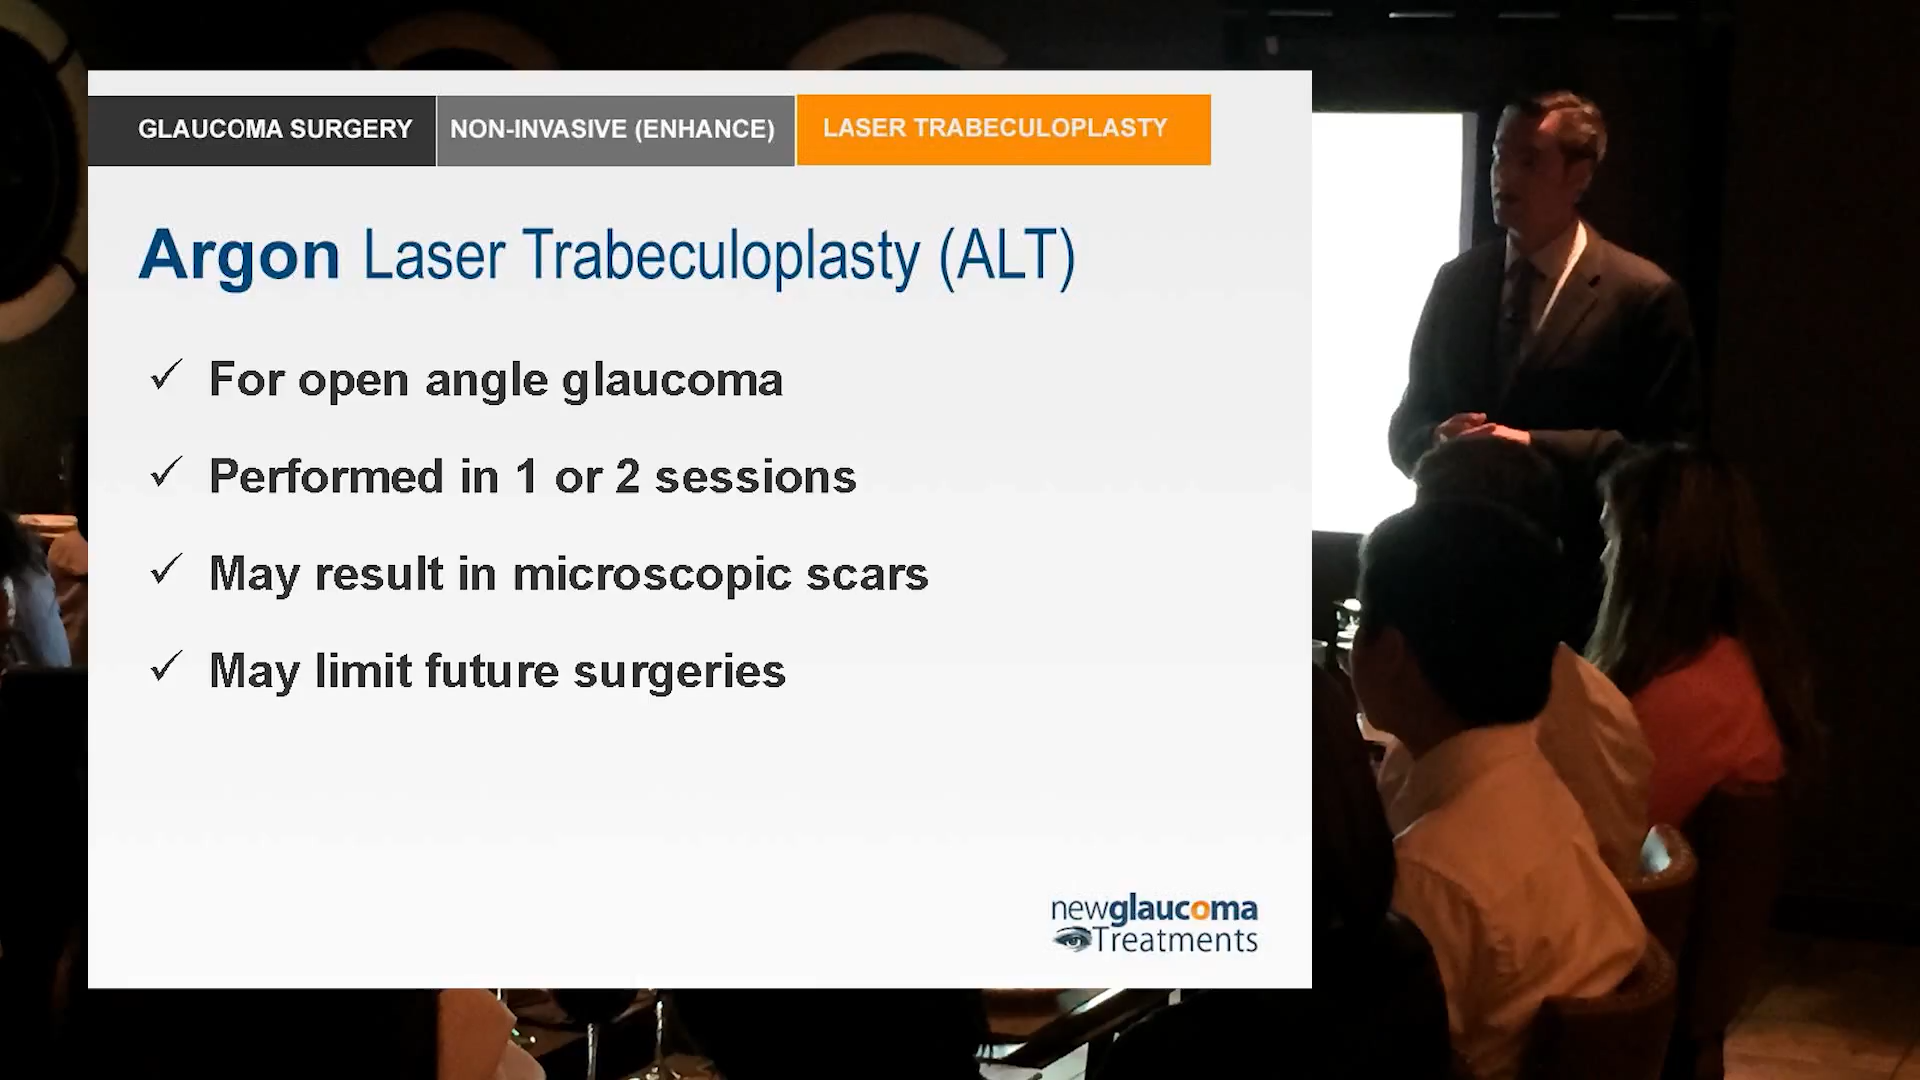 GLAUCOMA SURGERY NON-INVASIVE (ENHANCE) LASER TRABECULOPLASTY
Argon Laser Trabeculoplasty (ALT)
✓ For open angle glaucoma
✓ Performed in 1 or 2 sessions
✓ May result in microscopic scars
✓ May limit future surgeries
newglaucoma
Treatments